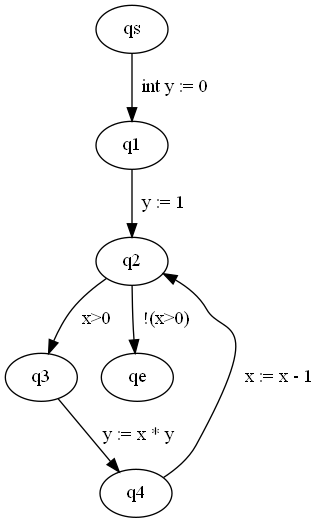 qs
int y := 0
q1
y := 1
q2
x>0
!(x>0)
q3
qe
x := x - 1
y := x * y
q4